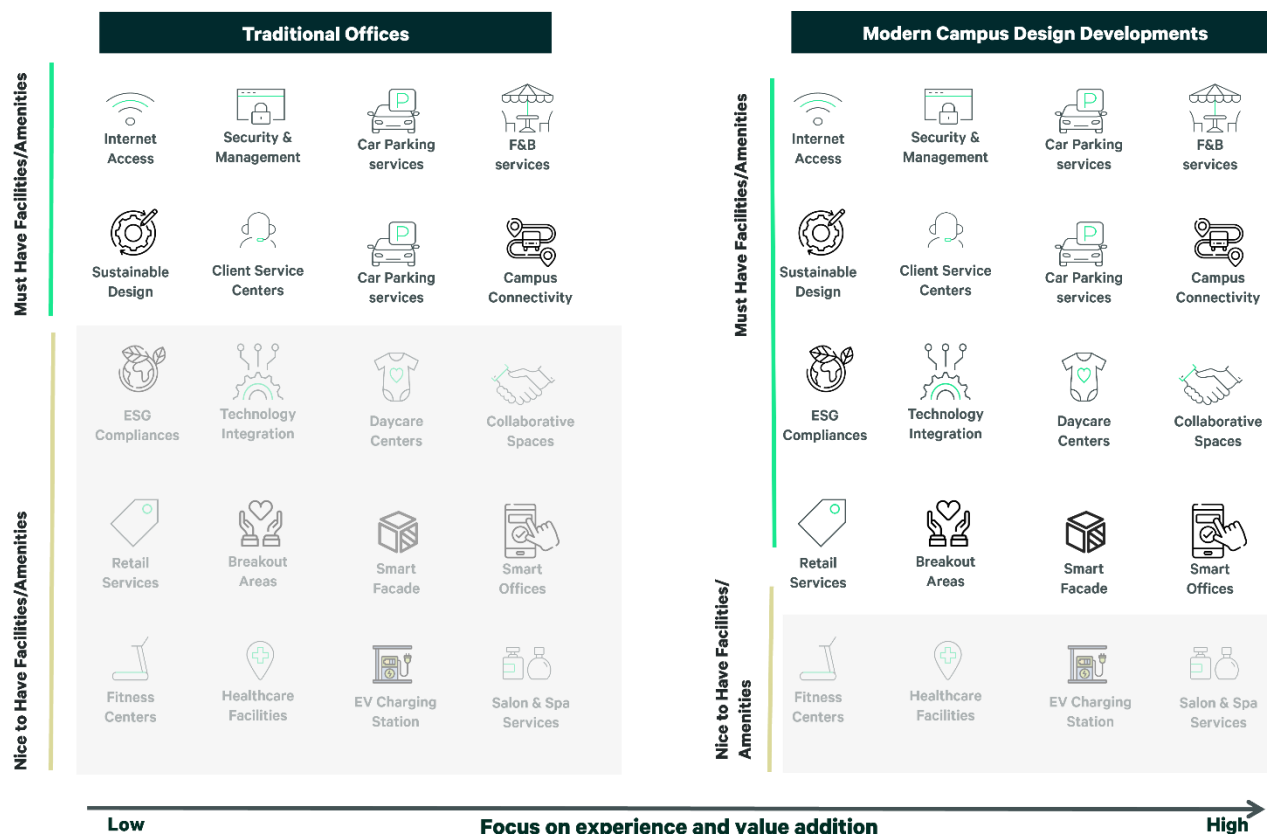 Traditional Offices
Must Have Facilities/Amenities
Internet
Access
Security &
Management
Car Parking
services
P
F&B
services
Sustainable
Design
Client Service
Centers
P
Car Parking
services
Campus
Connectivity
Nice to Have Facilities/Amenities
ESG
Compliances
Technology
Integration
Daycare
Centers
Collaborative
Spaces
Retail
Services
Breakout
Areas
Smart
Facade
Smart
Offices
Fitness
Centers
Healthcare
Facilities
EV Charging
Station
Salon & Spa
Services
Modern Campus Design Developments
Must Have Facilities/Amenities
Internet
Access
Security &
Management
P
Car Parking
services
F&B
services
Sustainable
Design
Client Service
Centers
P
Car Parking
services
Campus
Connectivity
ESG
Compliances
Technology
Integration
Daycare
Centers
Collaborative
Spaces
Retail
Services
Breakout
Areas
Smart
Facade
Smart
Offices
Nice to Have Facilities/
Amenities
Fitness
Centers
Healthcare
Facilities
EV Charging
Station
Salon & Spa
Services
Low
Focus on experience and value addition
High